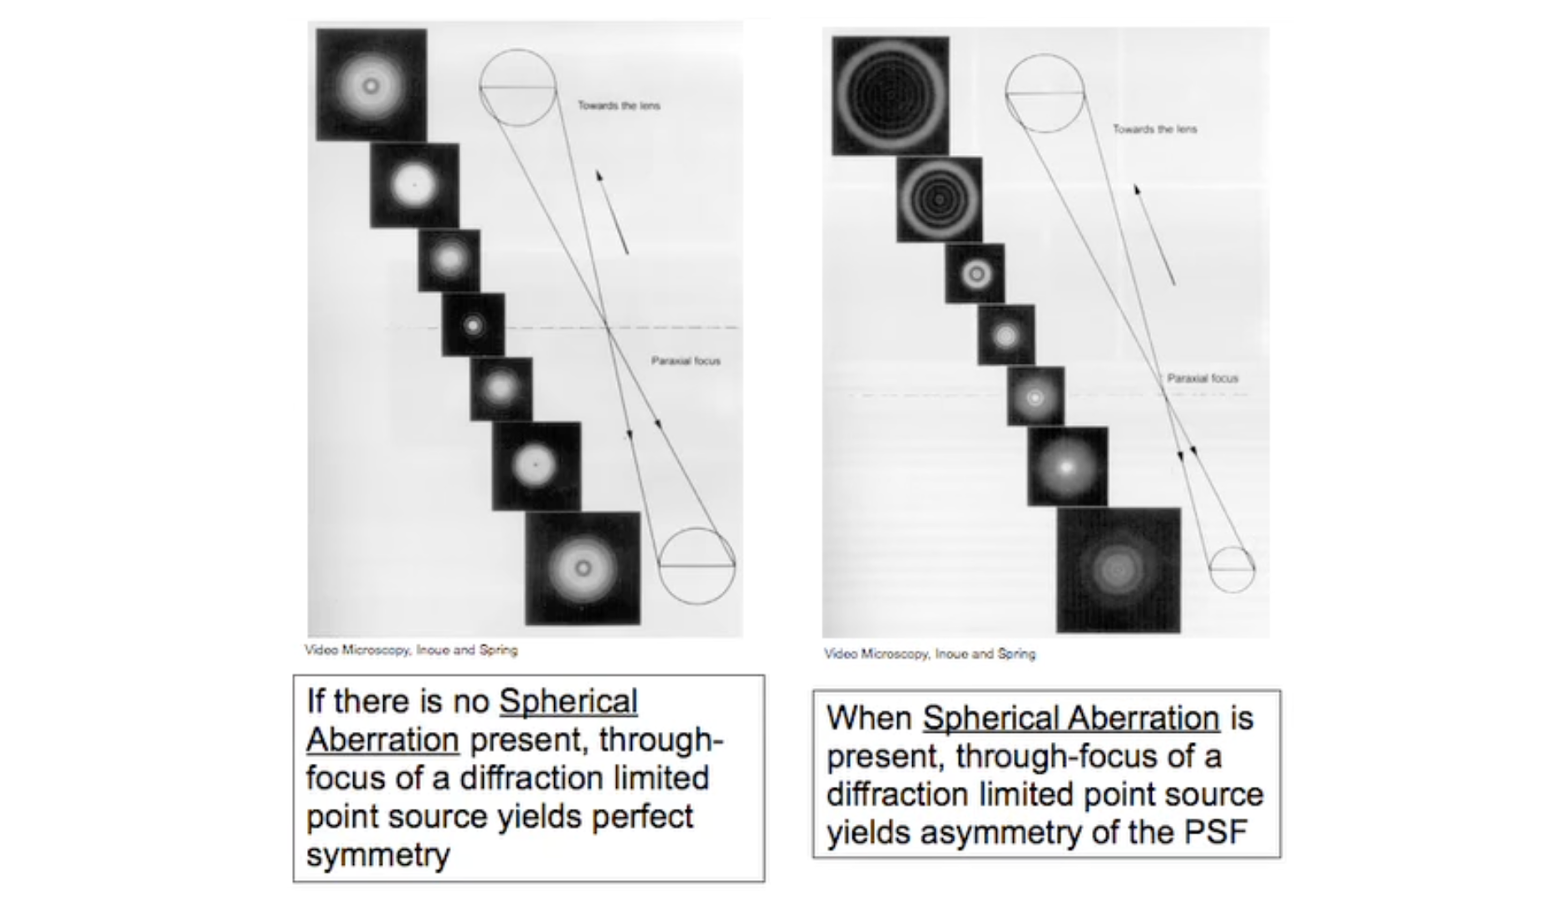 Towards the lens
Paraxial focus
Video Microscopy, Inoue and Spring
If there is no Spherical
Aberration present, through-
focus of a diffraction limited
point source yields perfect
symmetry
Towards the lens
Paraxial focus
Video Microscopy, Inoue and Spring
When Spherical Aberration is
present, through-focus of a
diffraction limited point source
yields asymmetry of the PSF